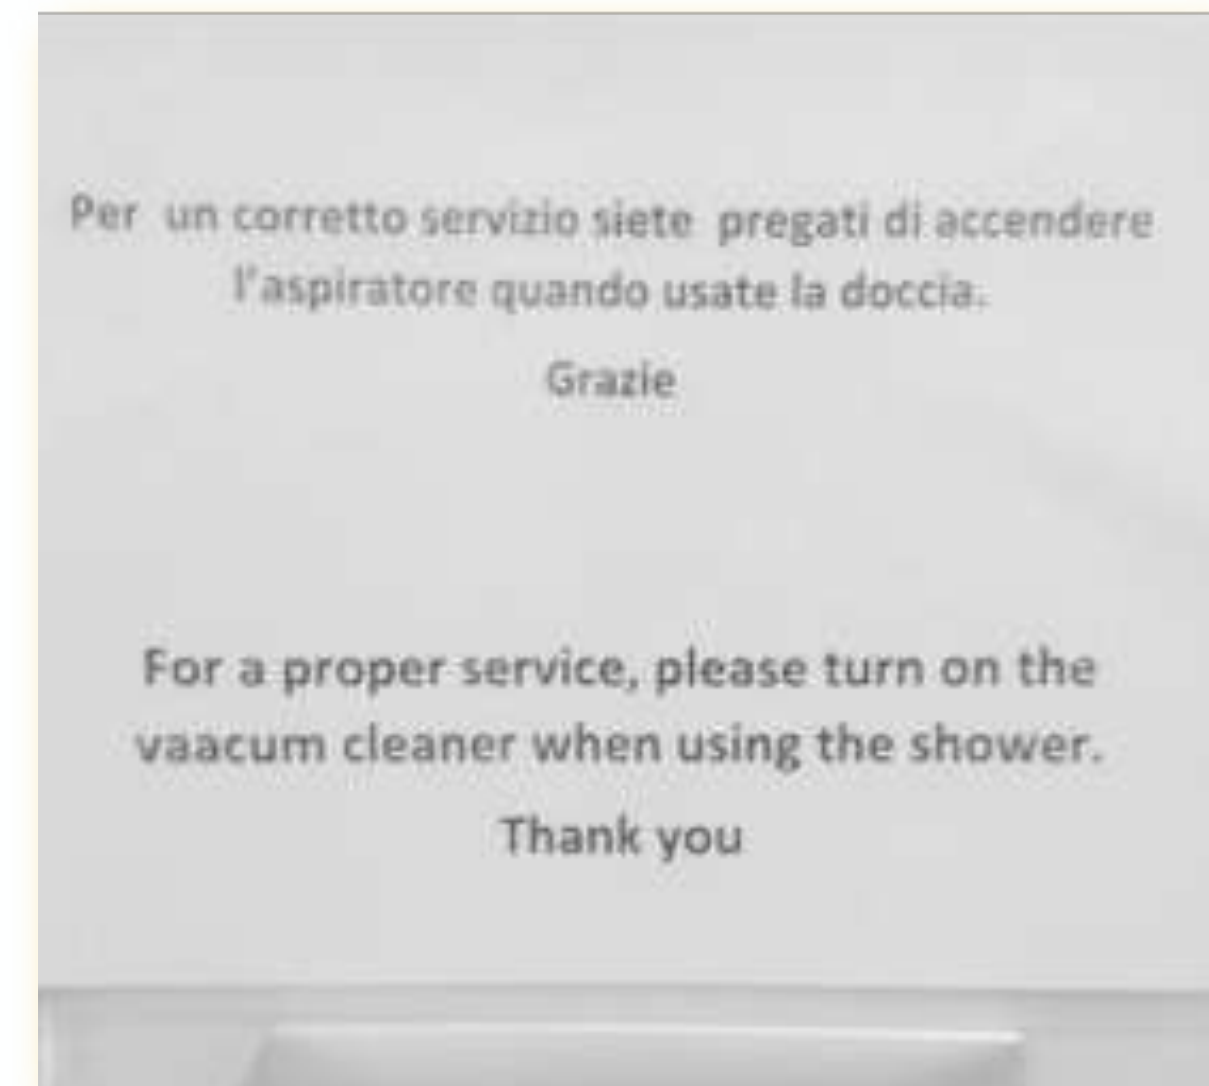 Per un corretto servizio siete pregati di accendere
l'aspiratore quando usate la doccia.
Grazie
For a proper service, please turn on the
vaacum cleaner when using the shower.
Thank you